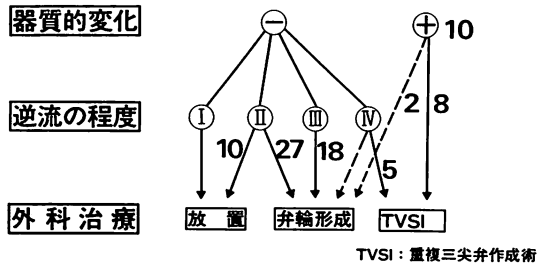 器質的変化 − + 10
逆流の程度 I II III IV 2 8
10 27 18 5
外科治療 放置 弁輪形成 TVSI
TVSI：重複三尖弁作成術